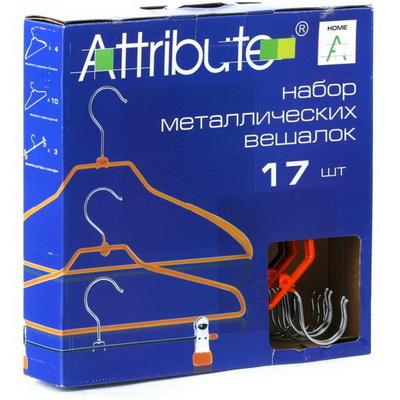 Attribute ®
HOME
A
x 4
x 10
x 3
набор
металлических
вешалок
17 шт